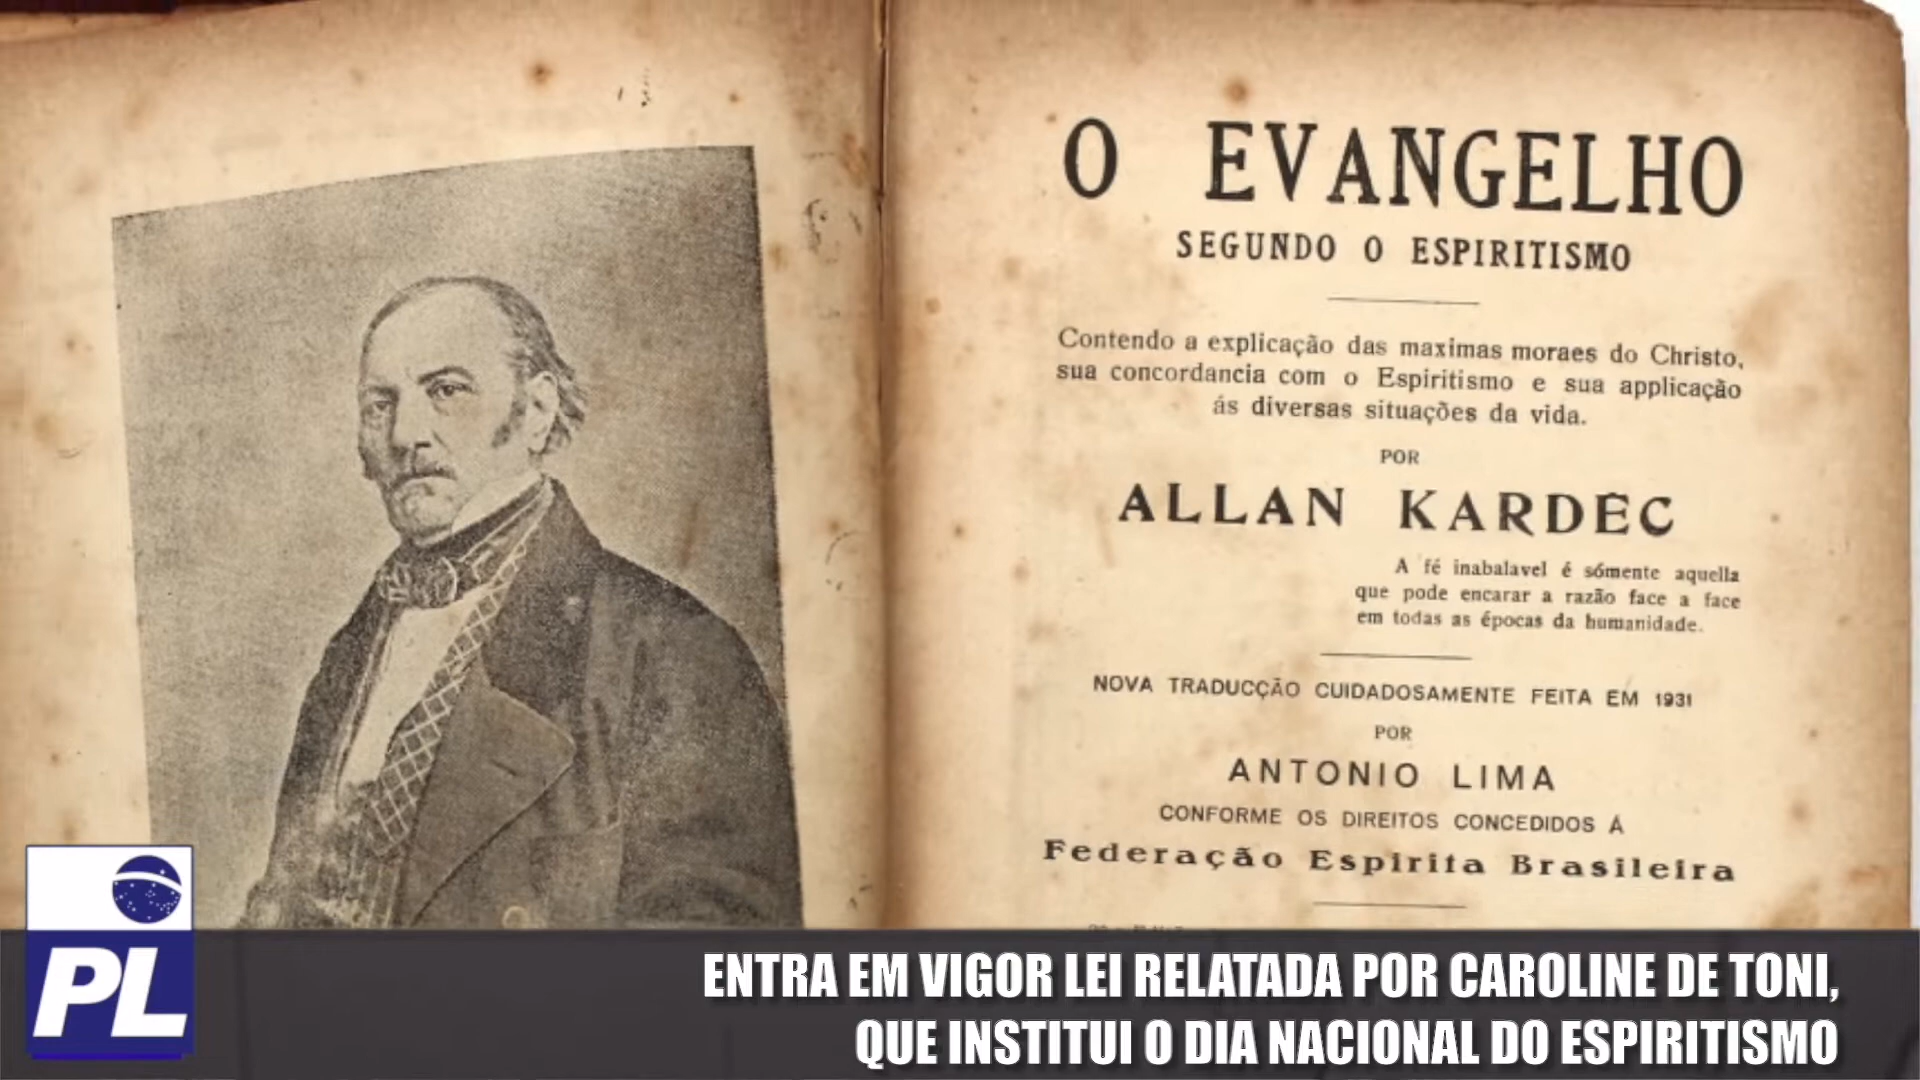 O EVANGELHO
SEGUNDO O ESPIRITISMO
Contendo a explicação das maximas moraes do Christo,
sua concordancia com o Espiritismo e sua applicação
ás diversas situações da vida.
POR
ALLAN KARDEC
A fé inabalavel é sómente aquella
que pode encarar a razão face a face
em todas as épocas da humanidade.
NOVA TRADUCÇÃO CUIDADOSAMENTE FEITA EM 1931
POR
ANTONIO LIMA
CONFORME OS DIREITOS CONCEDIDOS Á
Federação Espirita Brasileira
PL
ENTRA EM VIGOR LEI RELATADA POR CAROLINE DE TONI,
QUE INSTITUI O DIA NACIONAL DO ESPIRITISMO